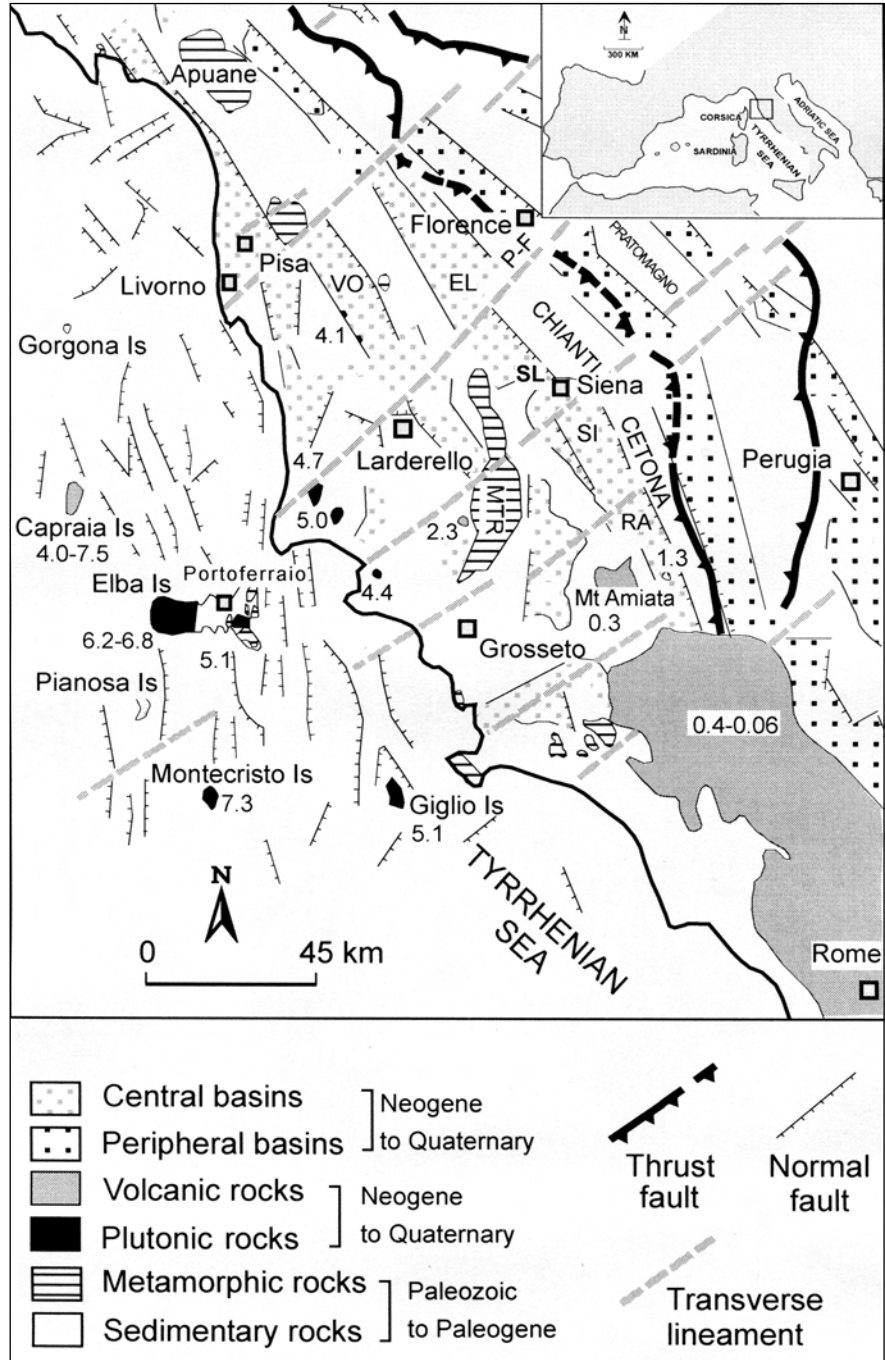 N
300 KM
CORSICA
SARDINIA
TYRRHENIAN
SEA
ADRIATIC SEA
Apuane
Florence
P-F
PRATOMAGNO
Pisa
Livorno
VO
EL
4.1
Gorgona Is
CHIANTI
SL
Siena
SI
CETONA
Larderello
4.7
Perugia
MTR
RA
5.0
2.3
Capraia Is
4.0-7.5
Elba Is
Portoferraio
4.4
1.3
Mt Amiata
0.3
6.2-6.8
5.1
Grosseto
Pianosa Is
0.4-0.06
Montecristo Is
7.3
Giglio Is
5.1
TYRRHENIAN
SEA
N
0 45 km
Rome
Central basins
Peripheral basins
Neogene
to Quaternary
Volcanic rocks
Plutonic rocks
Neogene
to Quaternary
Metamorphic rocks
Sedimentary rocks
Paleozoic
to Paleogene
Thrust
fault
Normal
fault
Transverse
lineament